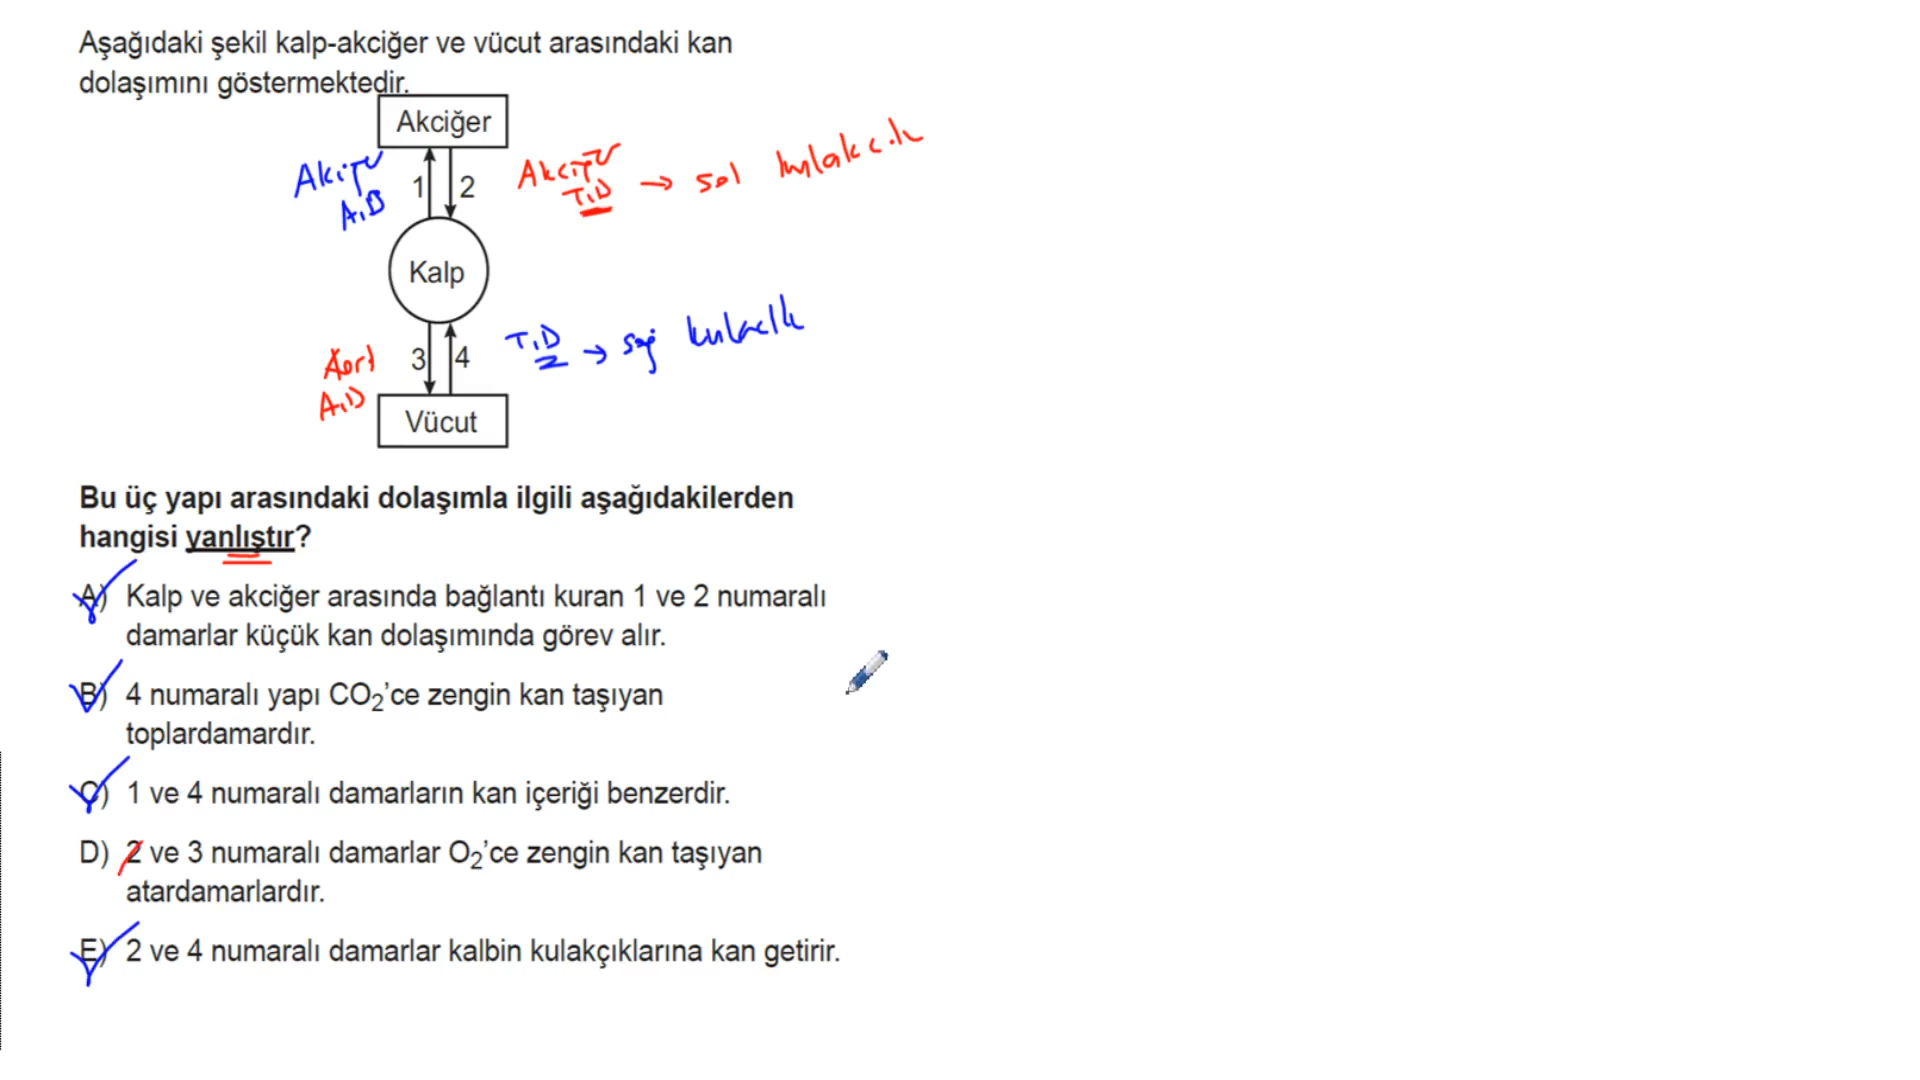 Aşağıdaki şekil kalp-akciğer ve vücut arasındaki kan
dolaşımını göstermektedir.
Akciğer
A.D
1
2
Akciğer
T.D → sol kulakcık
Kalp
Aort
A.D
3
4
T.D → sağ kulakcık
Vücut
Bu üç yapı arasındaki dolaşımla ilgili aşağıdakilerden
hangisi yanlıştır?
A) Kalp ve akciğer arasında bağlantı kuran 1 ve 2 numaralı
damarlar küçük kan dolaşımında görev alır.
B) 4 numaralı yapı CO₂'ce zengin kan taşıyan
toplardamardır.
C) 1 ve 4 numaralı damarların kan içeriği benzerdir.
D) 2 ve 3 numaralı damarlar O₂'ce zengin kan taşıyan
atardamarlardır.
E) 2 ve 4 numaralı damarlar kalbin kulakçıklarına kan getirir.